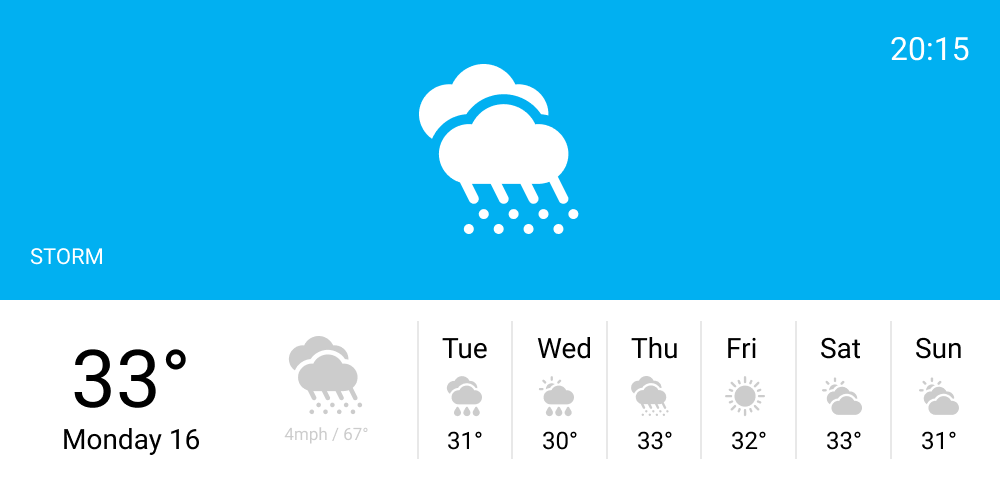 20:15
STORM
33°
Monday 16
4mph / 67°
Tue Wed Thu Fri Sat Sun
31° 30° 33° 32° 33° 31°